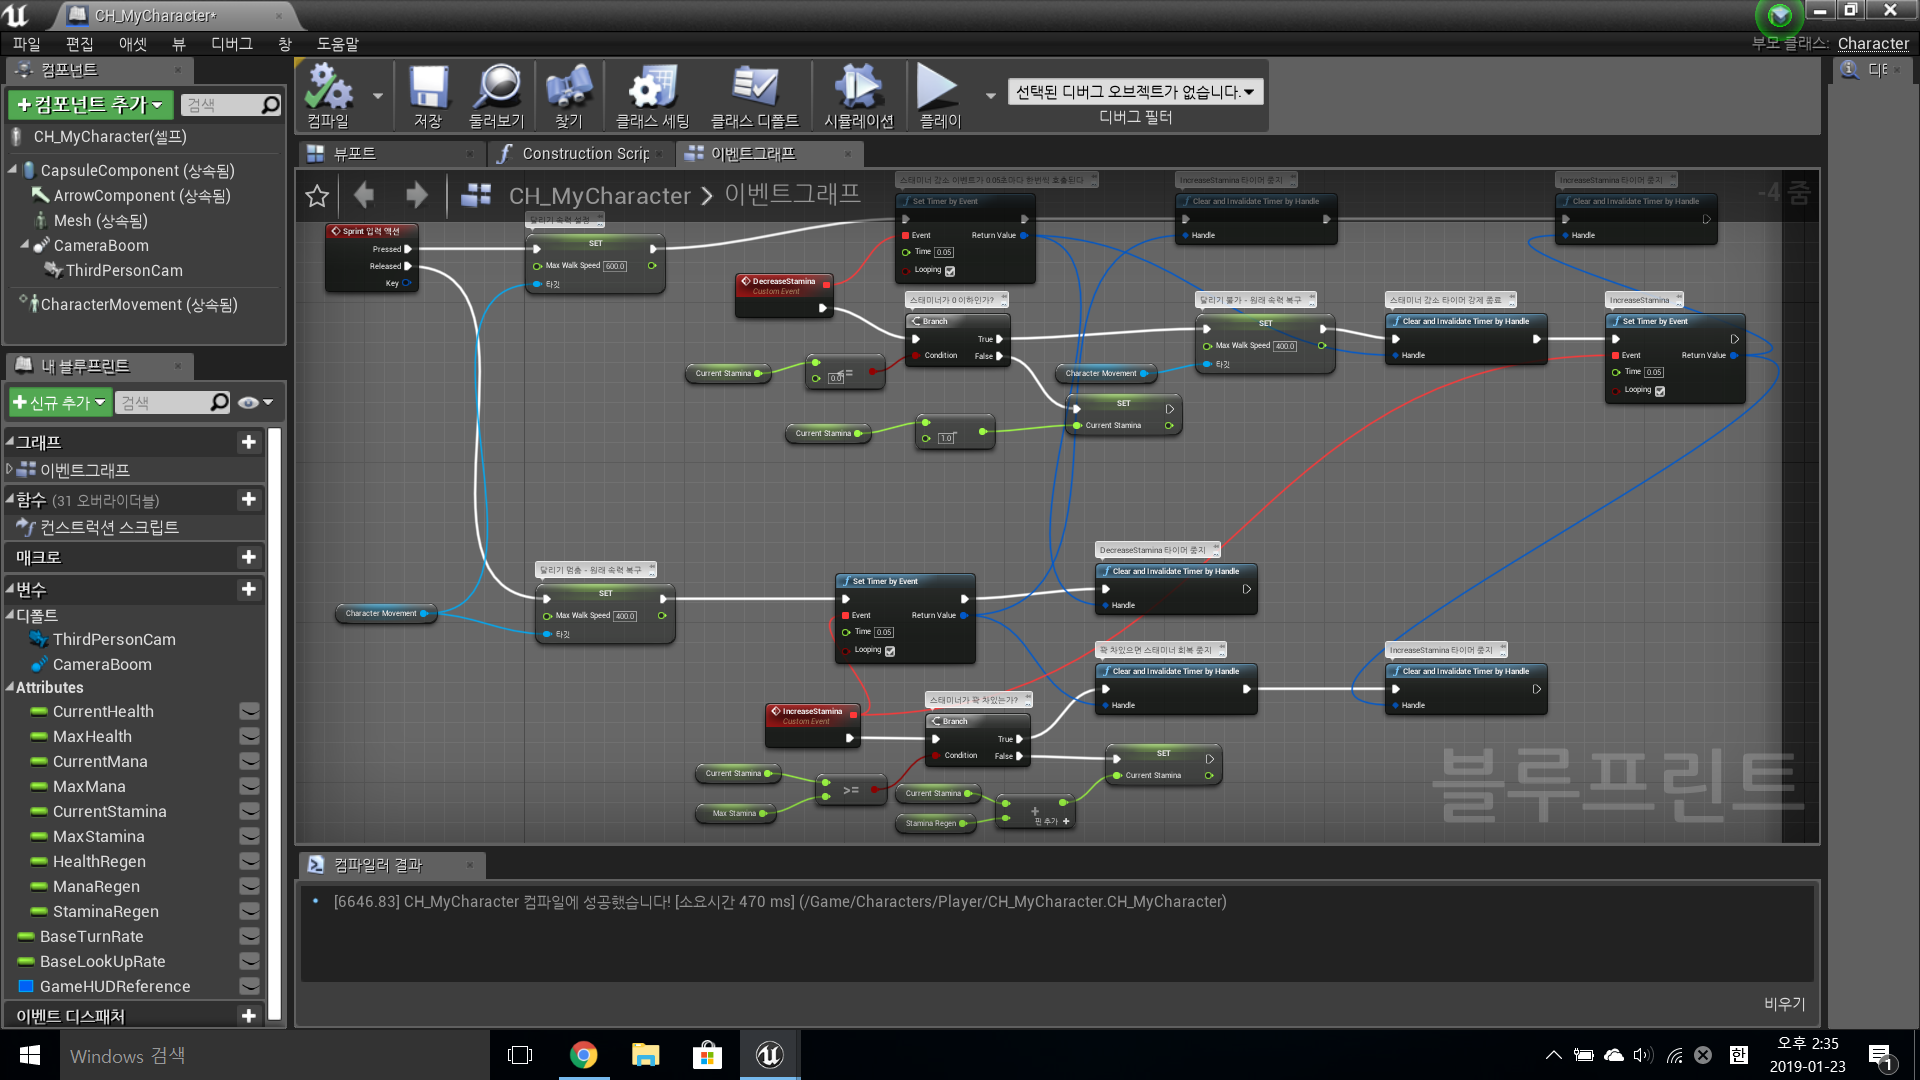 CH_MyCharacter*
파일 편집 애셋 뷰 디버그 창 도움말
부모 클래스: Character
컴포넌트
+컴포넌트 추가
검색
CH_MyCharacter(셀프)
CapsuleComponent (상속됨)
ArrowComponent (상속됨)
Mesh (상속됨)
CameraBoom
ThirdPersonCam
CharacterMovement (상속됨)
내 블루프린트
+신규 추가
검색
그래프
이벤트그래프
함수 (31 오버라이더블)
컨스트럭션 스크립트
매크로
변수
디폴트
ThirdPersonCam
CameraBoom
Attributes
CurrentHealth
MaxHealth
CurrentMana
MaxMana
CurrentStamina
MaxStamina
HealthRegen
ManaRegen
StaminaRegen
BaseTurnRate
BaseLookUpRate
GameHUDReference
이벤트 디스패처
컴파일 저장 둘러보기 찾기 클래스 세팅 클래스 디폴트 시뮬레이션 플레이
선택된 디버그 오브젝트가 없습니다.
디버그 필터
뷰포트
Construction Scrip
이벤트그래프
CH_MyCharacter > 이벤트그래프
-4 줌
Sprint 입력 액션
Pressed
Released
Key
달리기 속력 설정
SET
Max Walk Speed 600.0
타깃
스태미너 감소 이벤트가 0.05초마다 한번씩 호출된다
Set Timer by Event
Event Return Value
Time 0.05
Looping
IncreaseStamina 타이머 중지
Clear and Invalidate Timer by Handle
Handle
IncreaseStamina 타이머 중지
Clear and Invalidate Timer by Handle
Handle
DecreaseStamina
Custom Event
스태미너가 0 이하인가?
Branch
True
Condition False
Current Stamina
<=
0.0
달리기 불가 - 원래 속력 복구
SET
Max Walk Speed 400.0
타깃
Character Movement
스태미너 감소 타이머 강제 종료
Clear and Invalidate Timer by Handle
Handle
IncreaseStamina
Set Timer by Event
Event Return Value
Time 0.05
Looping
SET
Current Stamina
Current Stamina
-
1.0
달리기 멈춤 - 원래 속력 복구
SET
Max Walk Speed 400.0
타깃
Character Movement
Set Timer by Event
Event Return Value
Time 0.05
Looping
DecreaseStamina 타이머 중지
Clear and Invalidate Timer by Handle
Handle
꽉 차있으면 스태미너 회복 중지
Clear and Invalidate Timer by Handle
Handle
IncreaseStamina 타이머 중지
Clear and Invalidate Timer by Handle
Handle
IncreaseStamina
Custom Event
스태미너가 꽉 차있는가?
Branch
True
Condition False
Current Stamina
Max Stamina
>=
Current Stamina
Stamina Regen
+
핀 추가 +
SET
Current Stamina
블루프린트
컴파일러 결과
[6646.83] CH_MyCharacter 컴파일에 성공했습니다! [소요시간 470 ms] (/Game/Characters/Player/CH_MyCharacter.CH_MyCharacter)
비우기
Windows 검색
한
오후 2:35
2019-01-23
1